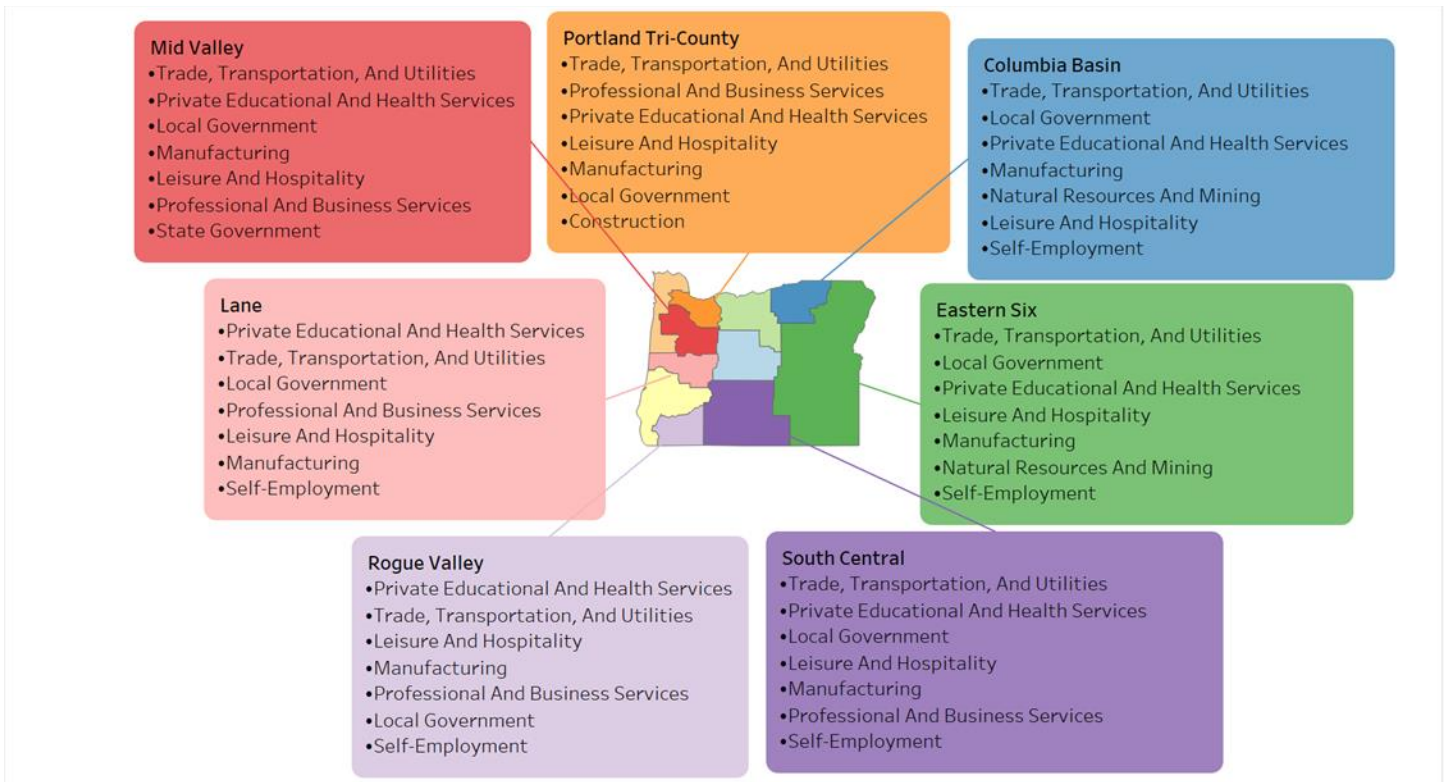 Mid Valley
•Trade, Transportation, And Utilities
•Private Educational And Health Services
•Local Government
•Manufacturing
•Leisure And Hospitality
•Professional And Business Services
•State Government
Portland Tri-County
•Trade, Transportation, And Utilities
•Professional And Business Services
•Private Educational And Health Services
•Leisure And Hospitality
•Manufacturing
•Local Government
•Construction
Columbia Basin
•Trade, Transportation, And Utilities
•Local Government
•Private Educational And Health Services
•Manufacturing
•Natural Resources And Mining
•Leisure And Hospitality
•Self-Employment
Lane
•Private Educational And Health Services
•Trade, Transportation, And Utilities
•Local Government
•Professional And Business Services
•Leisure And Hospitality
•Manufacturing
•Self-Employment
Eastern Six
•Trade, Transportation, And Utilities
•Local Government
•Private Educational And Health Services
•Leisure And Hospitality
•Manufacturing
•Natural Resources And Mining
•Self-Employment
Rogue Valley
•Private Educational And Health Services
•Trade, Transportation, And Utilities
•Leisure And Hospitality
•Manufacturing
•Professional And Business Services
•Local Government
•Self-Employment
South Central
•Trade, Transportation, And Utilities
•Private Educational And Health Services
•Local Government
•Leisure And Hospitality
•Manufacturing
•Professional And Business Services
•Self-Employment